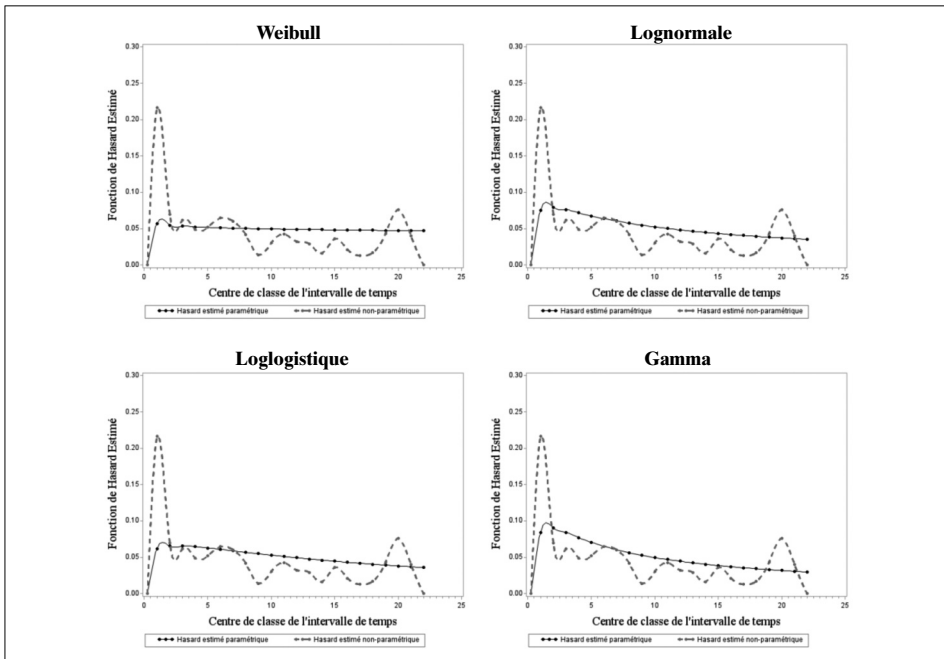 Weibull
Lognormale
Fonction de Hasard Estimé
0.30
0.25
0.20
0.15
0.10
0.05
0.00
0
5
10
15
20
25
Centre de classe de l'intervalle de temps
Hasard estimé paramétrique
Hasard estimé non-paramétrique
Fonction de Hasard Estimé
0.30
0.25
0.20
0.15
0.10
0.05
0.00
0
5
10
15
20
25
Centre de classe de l'intervalle de temps
Hasard estimé paramétrique
Hasard estimé non-paramétrique
Loglogistique
Gamma
Fonction de Hasard Estimé
0.30
0.25
0.20
0.15
0.10
0.05
0.00
0
5
10
15
20
25
Centre de classe de l'intervalle de temps
Hasard estimé paramétrique
Hasard estimé non-paramétrique
Fonction de Hasard Estimé
0.30
0.25
0.20
0.15
0.10
0.05
0.00
0
5
10
15
20
25
Centre de classe de l'intervalle de temps
Hasard estimé paramétrique
Hasard estimé non-paramétrique